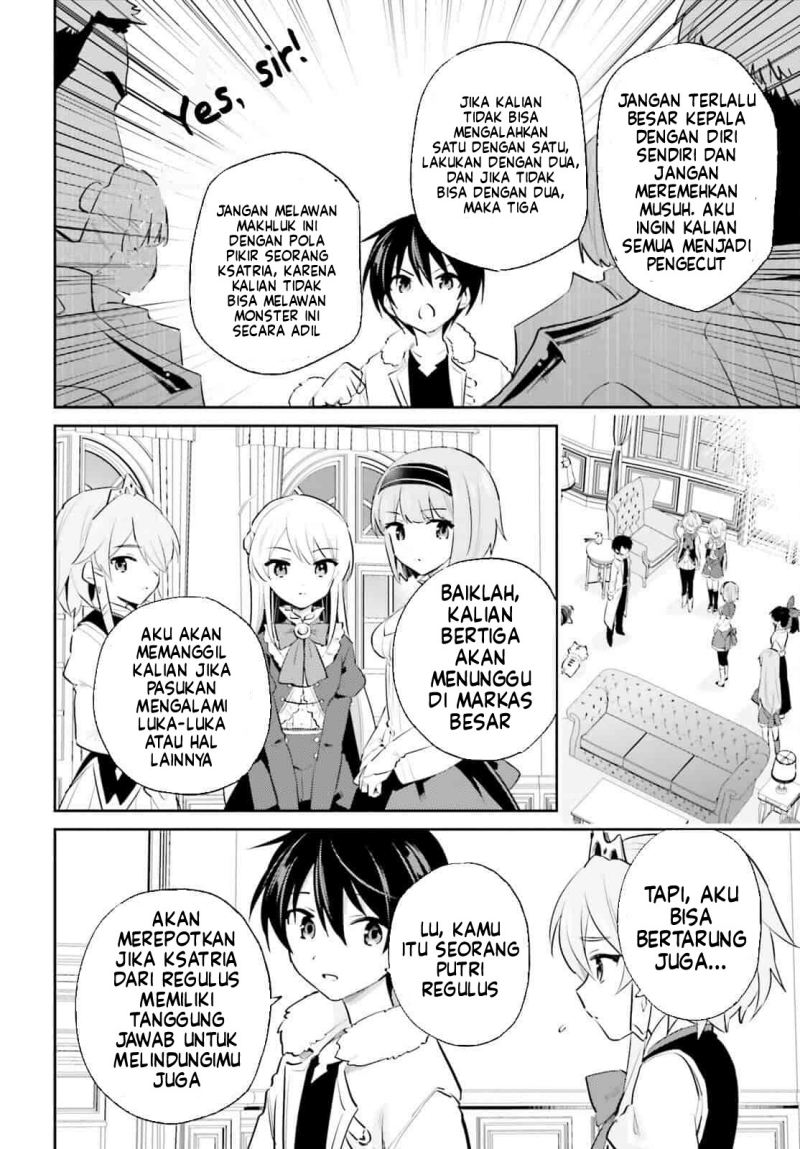 JANGAN TERLALU
BESAR KEPALA
DENGAN DIRI
SENDIRI DAN
JANGAN
MEREMEHKAN
MUSUH. AKU
INGIN KALIAN
SEMUA MENJADI
PENGECUT
JIKA KALIAN
TIDAK BISA
MENGALAHKAN
SATU DENGAN SATU,
LAKUKAN DENGAN DUA,
DAN JIKA TIDAK
BISA DENGAN DUA,
MAKA TIGA
JANGAN MELAWAN
MAKHLUK INI
DENGAN POLA
PIKIR SEORANG
KSATRIA, KARENA
KALIAN TIDAK
BISA MELAWAN
MONSTER INI
SECARA ADIL
Yes, sir!
BAIKLAH,
KALIAN
BERTIGA
AKAN
MENUNGGU
DI MARKAS
BESAR
AKU AKAN
MEMANGGIL
KALIAN JIKA
PASUKAN
MENGALAMI
LUKA-LUKA
ATAU HAL
LAINNYA
TAPI, AKU
BISA
BERTARUNG
JUGA...
LU, KAMU
ITU SEORANG
PUTRI
REGULUS
AKAN
MEREPOTKAN
JIKA KSATRIA
DARI REGULUS
MEMILIKI
TANGGUNG
JAWAB UNTUK
MELINDUNGIMU
JUGA